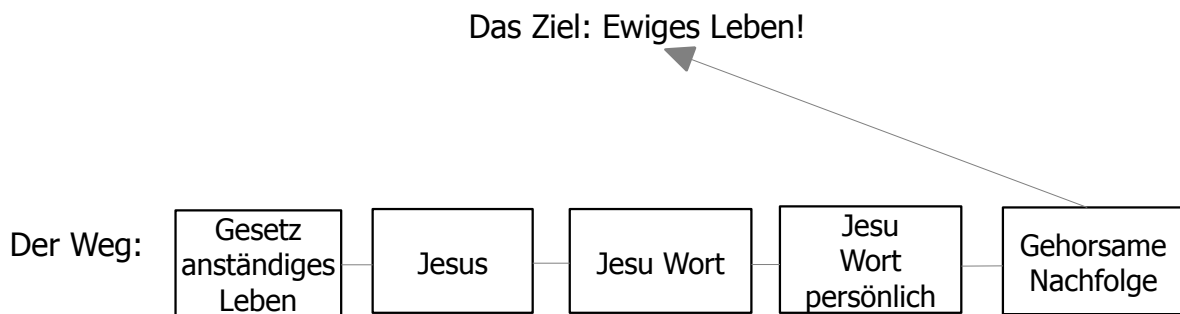 Das Ziel: Ewiges Leben!
Der Weg:
Gesetz
anständiges
Leben
Jesus
Jesu Wort
Jesu
Wort
persönlich
Gehorsame
Nachfolge